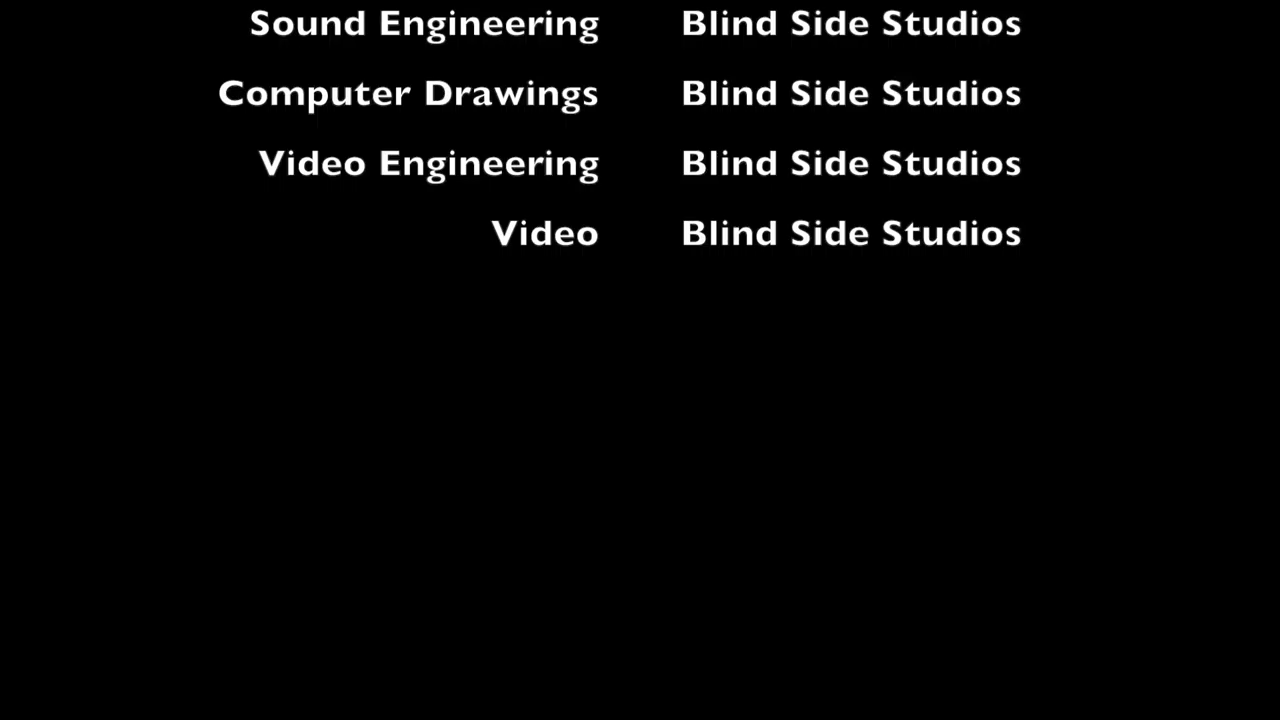 Sound Engineering Blind Side Studios
Computer Drawings Blind Side Studios
Video Engineering Blind Side Studios
Video Blind Side Studios